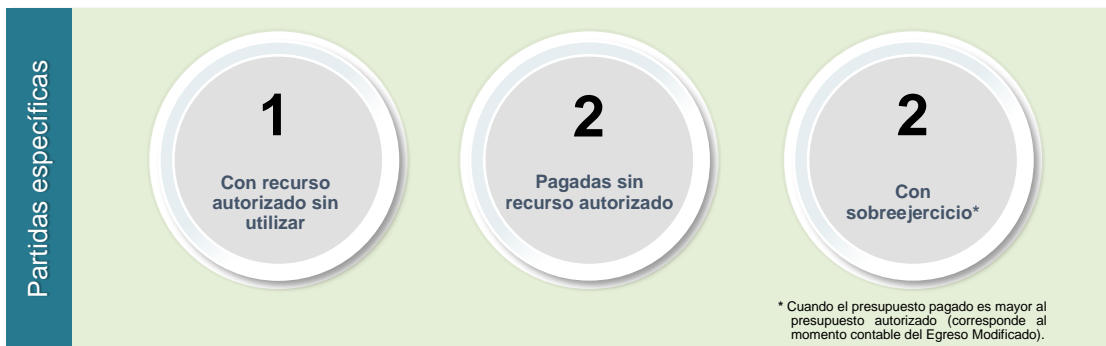 Partidas específicas
1
Con recurso
autorizado sin
utilizar
2
Pagadas sin
recurso autorizado
2
Con
sobreejercicio*
* Cuando el presupuesto pagado es mayor al
presupuesto autorizado (corresponde al
momento contable del Egreso Modificado).